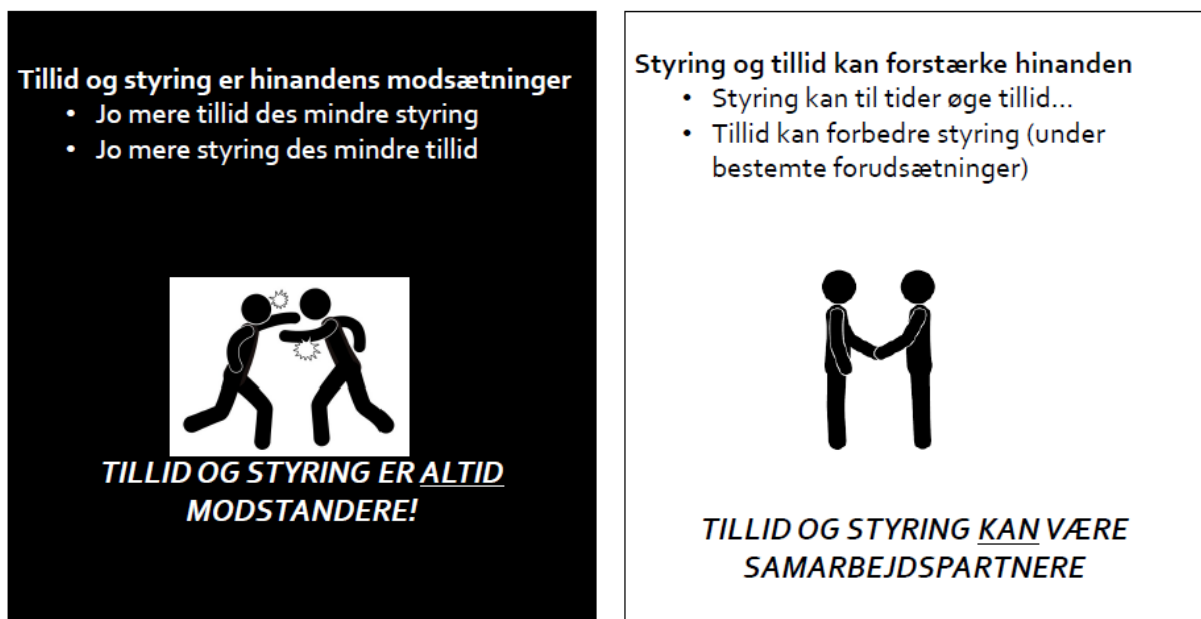 Tillid og styring er hinandens modsætninger
• Jo mere tillid des mindre styring
• Jo mere styring des mindre tillid
TILLID OG STYRING ER ALTID
MODSTANDERE!
Styring og tillid kan forstærke hinanden
• Styring kan til tider øge tillid...
• Tillid kan forbedre styring (under
bestemte forudsætninger)
TILLID OG STYRING KAN VÆRE
SAMARBEJDSPARTNERE